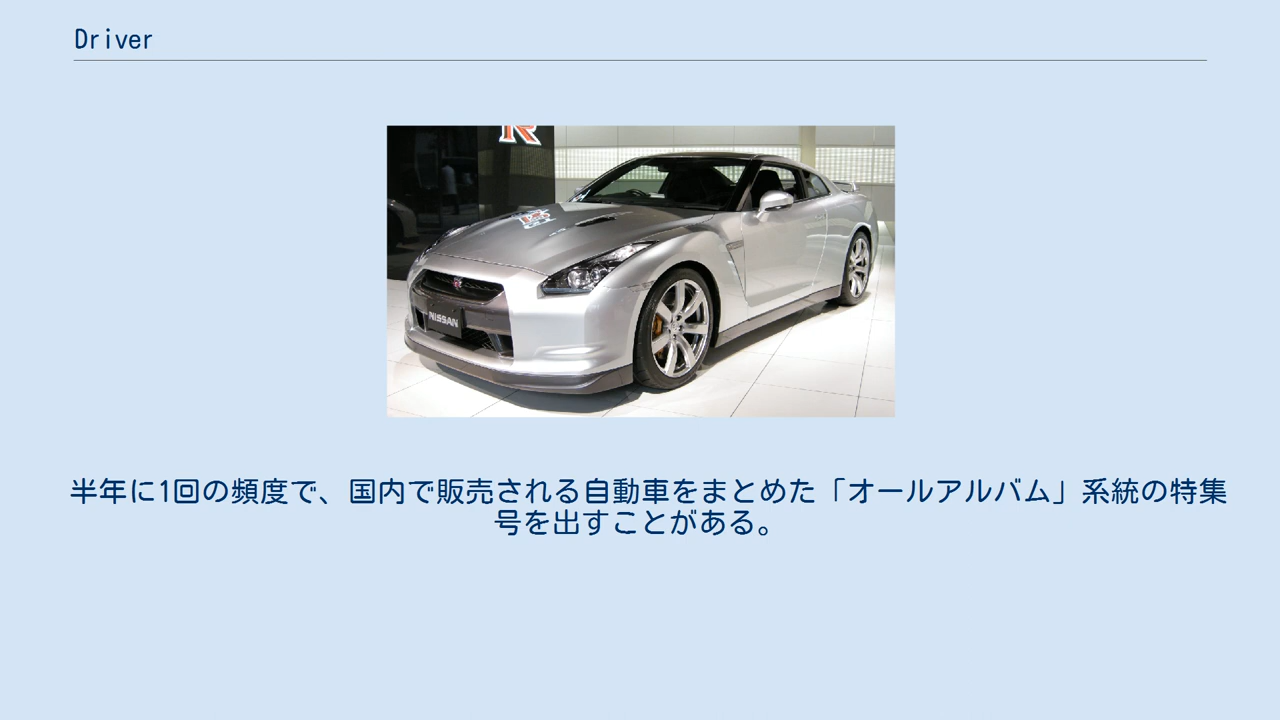 Driver
R
NISSAN
半年に1回の頻度で、国内で販売される自動車をまとめた「オールアルバム」系統の特集
号を出すことがある。